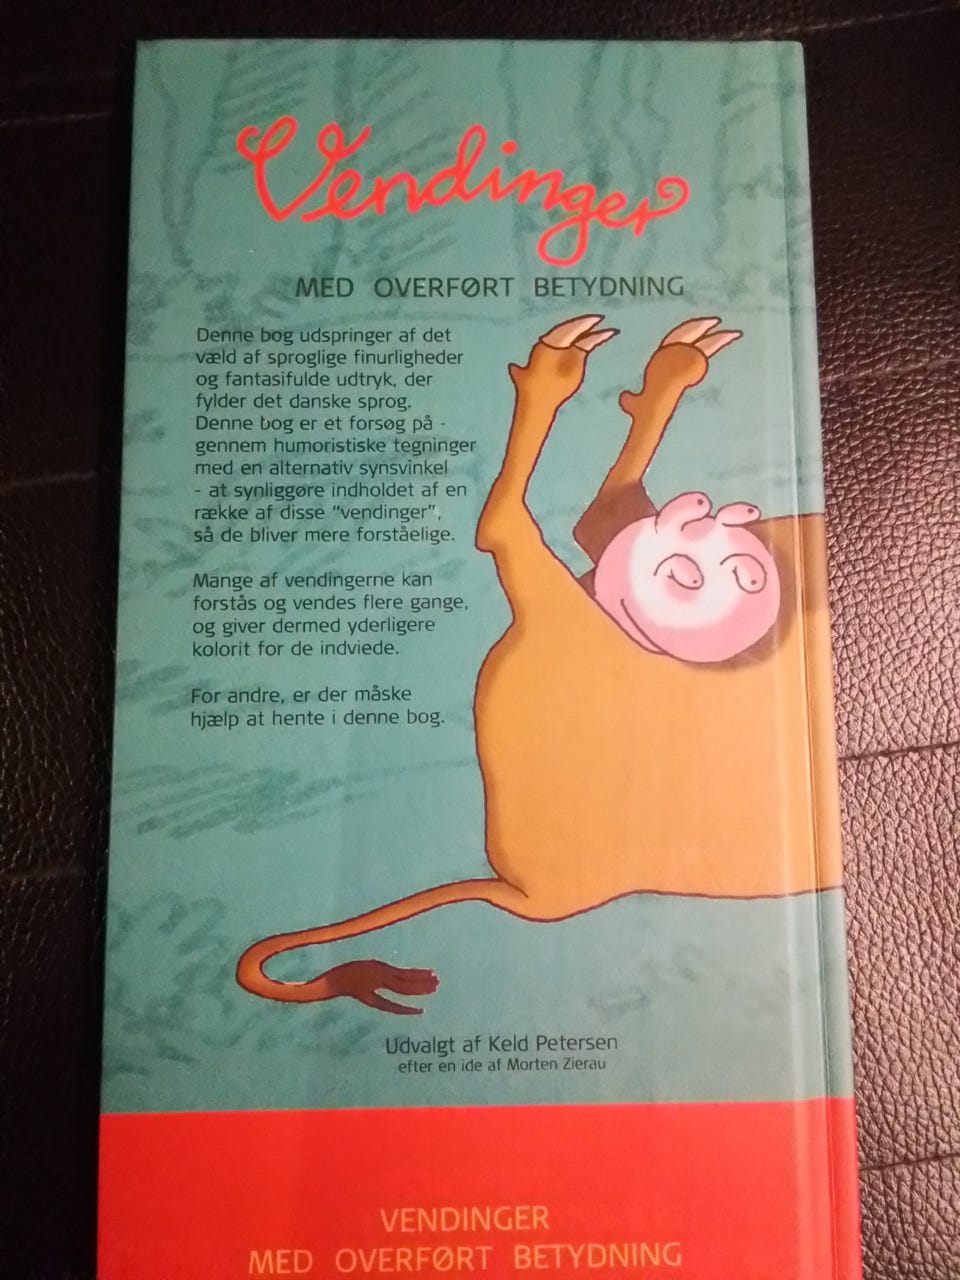 Vendinger
MED OVERFØRT BETYDNING
Denne bog udspringer af det
væld af sproglige finurligheder
og fantasifulde udtryk, der
fylder det danske sprog.
Denne bog er et forsøg på -
gennem humoristiske tegninger
med en alternativ synsvinkel
- at synliggøre indholdet af en
række af disse "vendinger",
så de bliver mere forståelige.
Mange af vendingerne kan
forstås og vendes flere gange,
og giver dermed yderligere
kolorit for de indviede.
For andre, er der måske
hjælp at hente i denne bog.
Udvalgt af Keld Petersen
efter en ide af Morten Zierau
VENDINGER
MED OVERFØRT BETYDNING